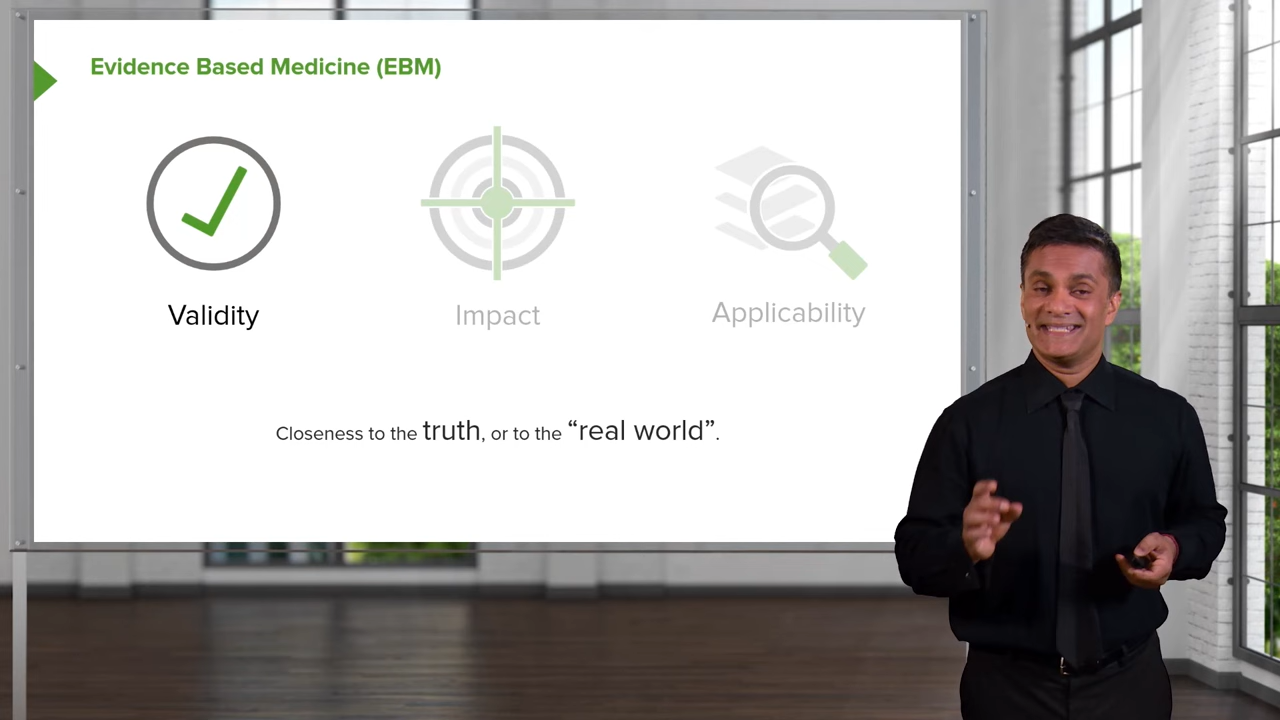 Evidence Based Medicine (EBM)
Validity
Impact
Applicability
Closeness to the truth, or to the “real world”.